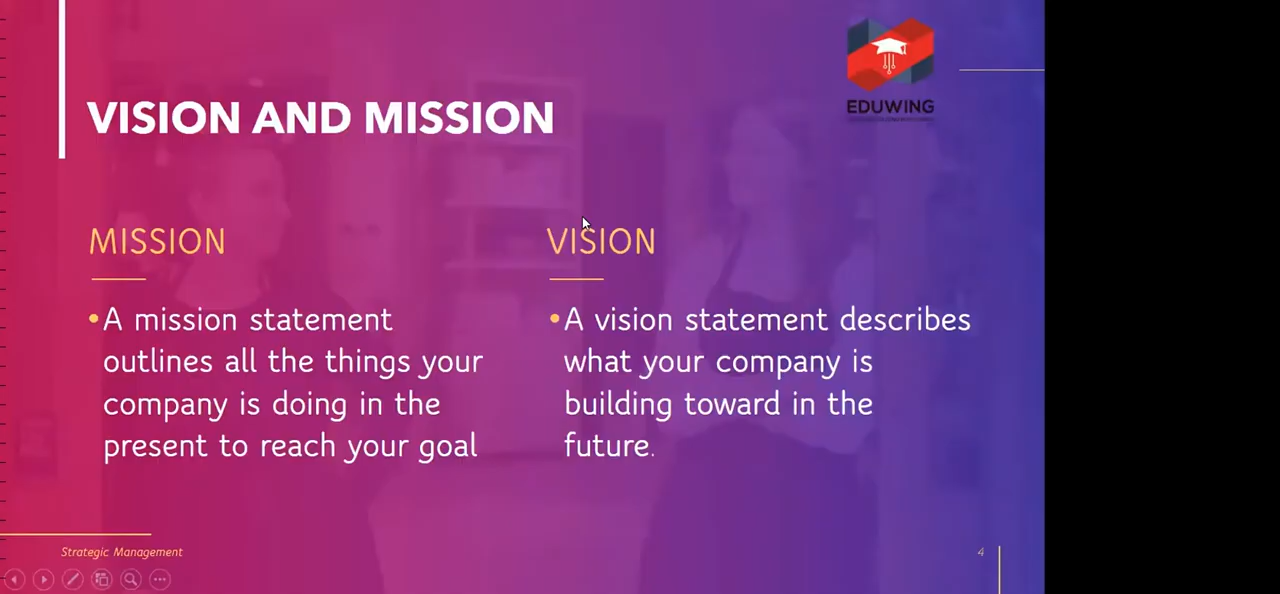 EDUWING
VISION AND MISSION
MISSION
•A mission statement
outlines all the things your
company is doing in the
present to reach your goal
VISION
•A vision statement describes
what your company is
building toward in the
future.
Strategic Management
4